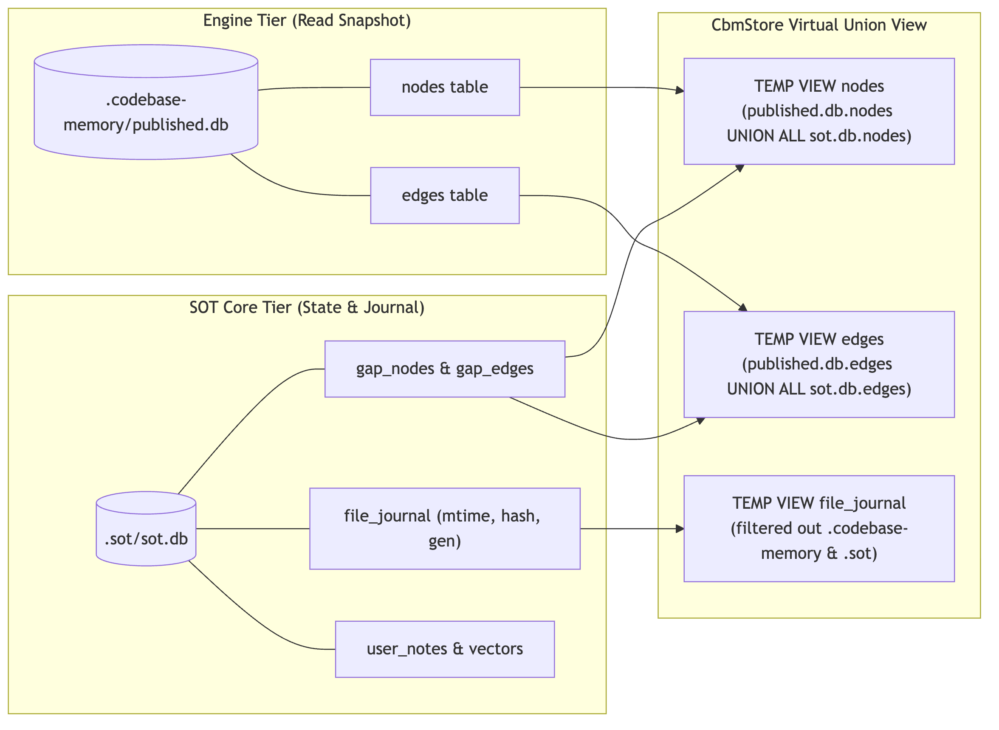 Engine Tier (Read Snapshot)
.codebase-
memory/published.db
nodes table
edges table
SOT Core Tier (State & Journal)
.sot/sot.db
gap_nodes & gap_edges
file_journal (mtime, hash,
gen)
user_notes & vectors
CbmStore Virtual Union View
TEMP VIEW nodes
(published.db.nodes
UNION ALL sot.db.nodes)
TEMP VIEW edges
(published.db.edges
UNION ALL sot.db.edges)
TEMP VIEW file_journal
(filtered out .codebase-
memory & .sot)